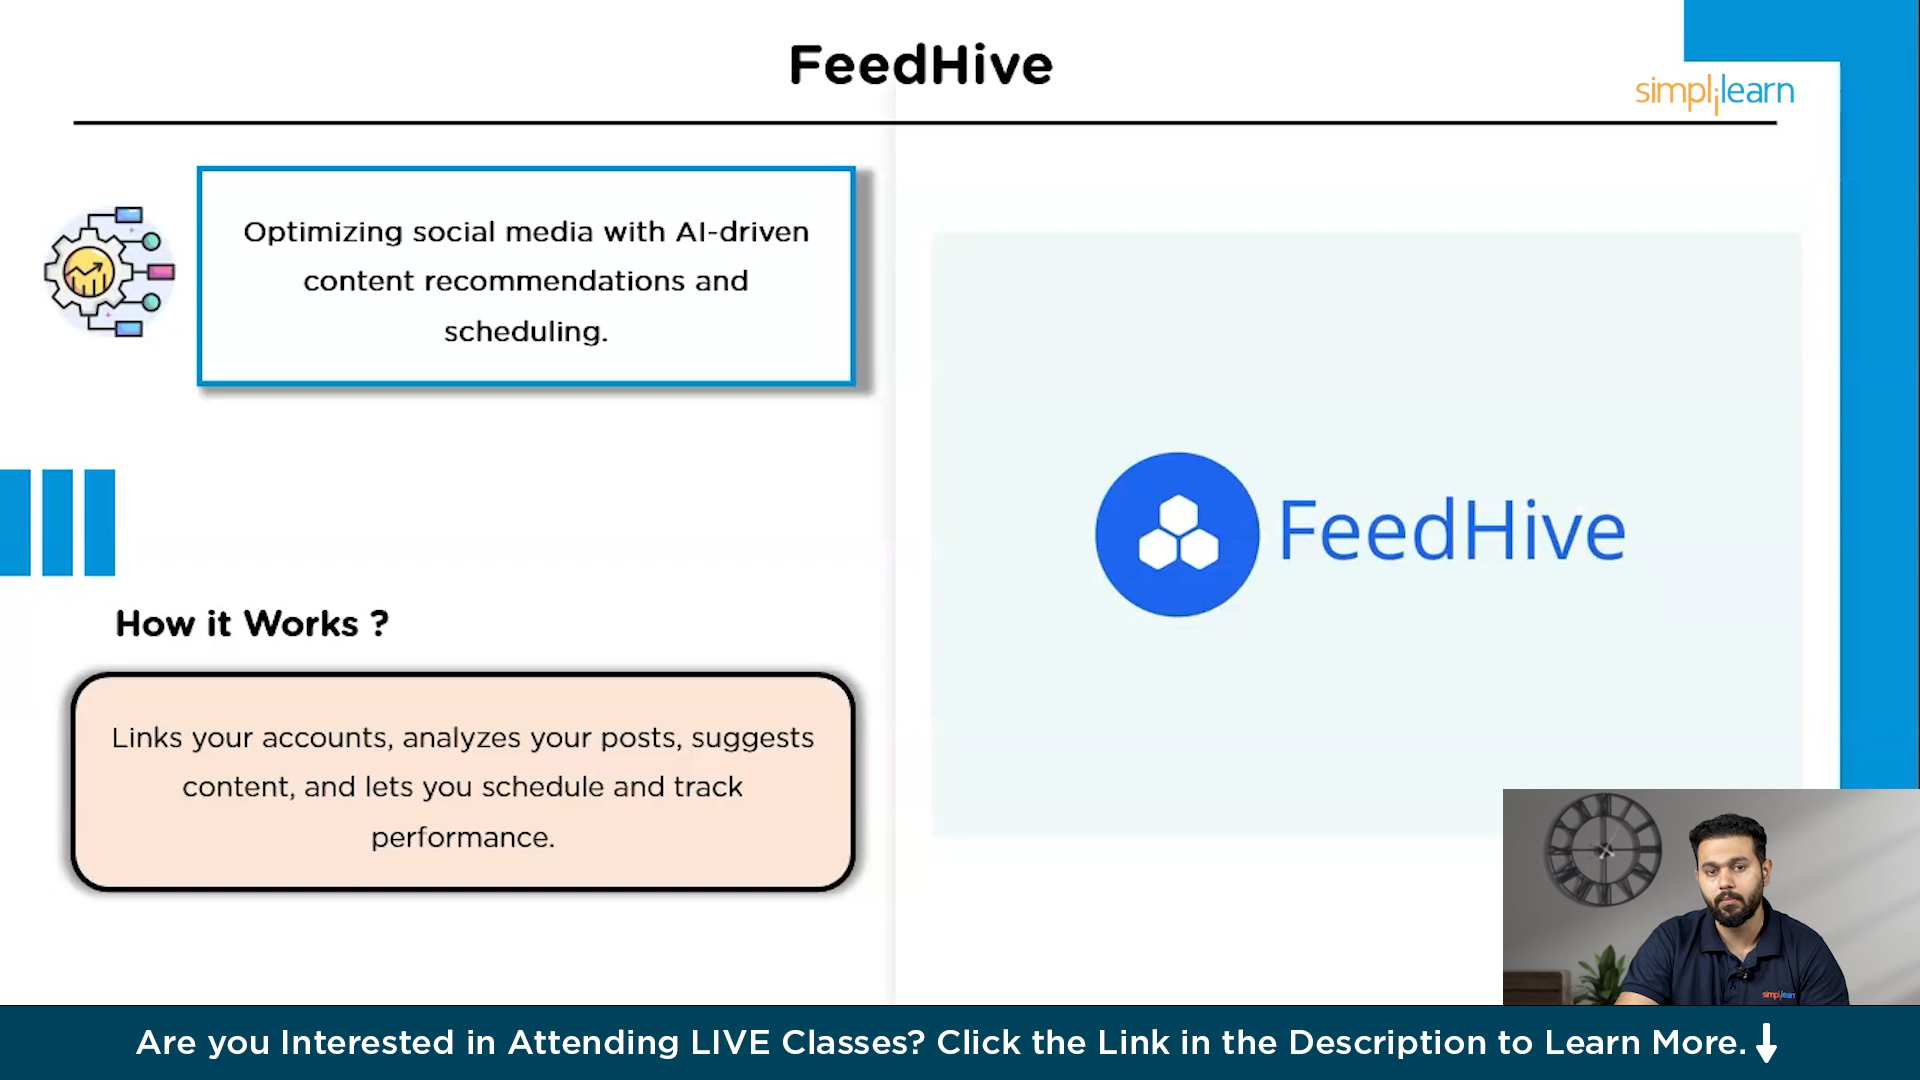 FeedHive
simplilearn
Optimizing social media with AI-driven
content recommendations and
scheduling.
FeedHive
How it Works ?
Links your accounts, analyzes your posts, suggests
content, and lets you schedule and track
performance.
simplilearn
Are you Interested in Attending LIVE Classes? Click the Link in the Description to Learn More.